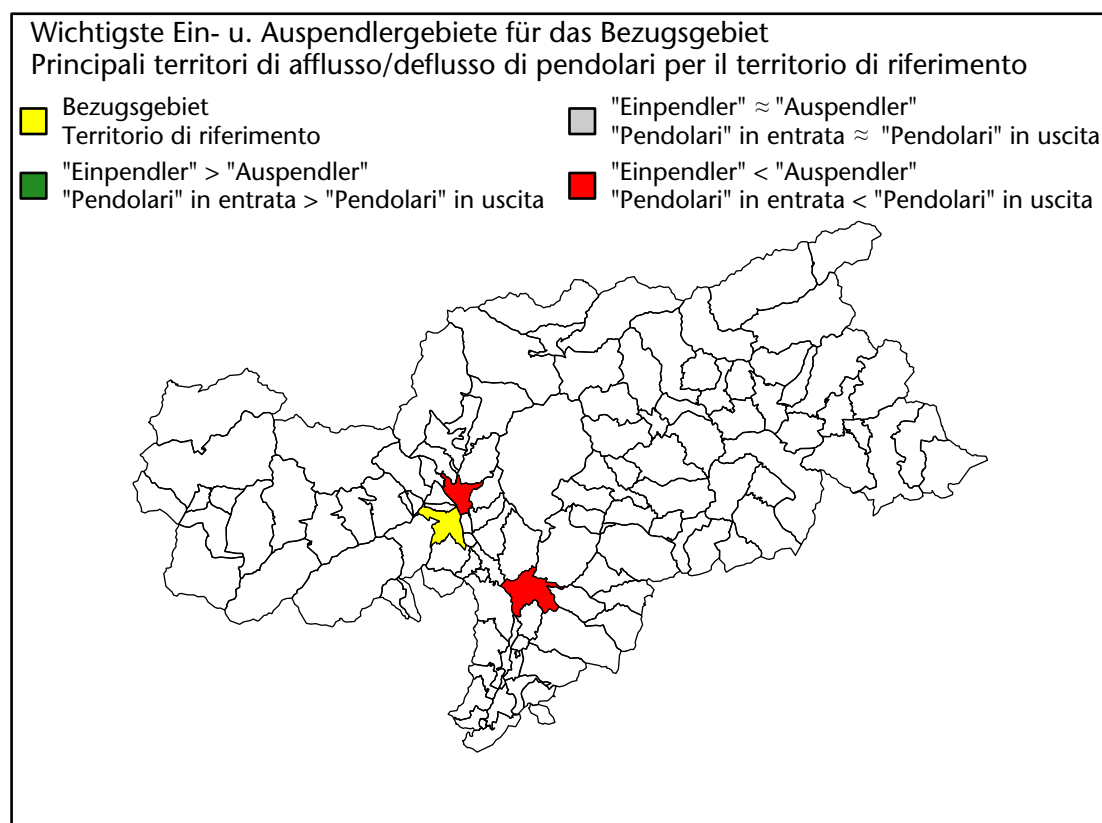 Wichtigste Ein- u. Auspendlergebiete für das Bezugsgebiet
Principali territori di afflusso/deflusso di pendolari per il territorio di riferimento
Bezugsgebiet
Territorio di riferimento
"Einpendler" > "Auspendler"
"Pendolari" in entrata > "Pendolari" in uscita
"Einpendler" ≈ "Auspendler"
"Pendolari" in entrata ≈ "Pendolari" in uscita
"Einpendler" < "Auspendler"
"Pendolari" in entrata < "Pendolari" in uscita